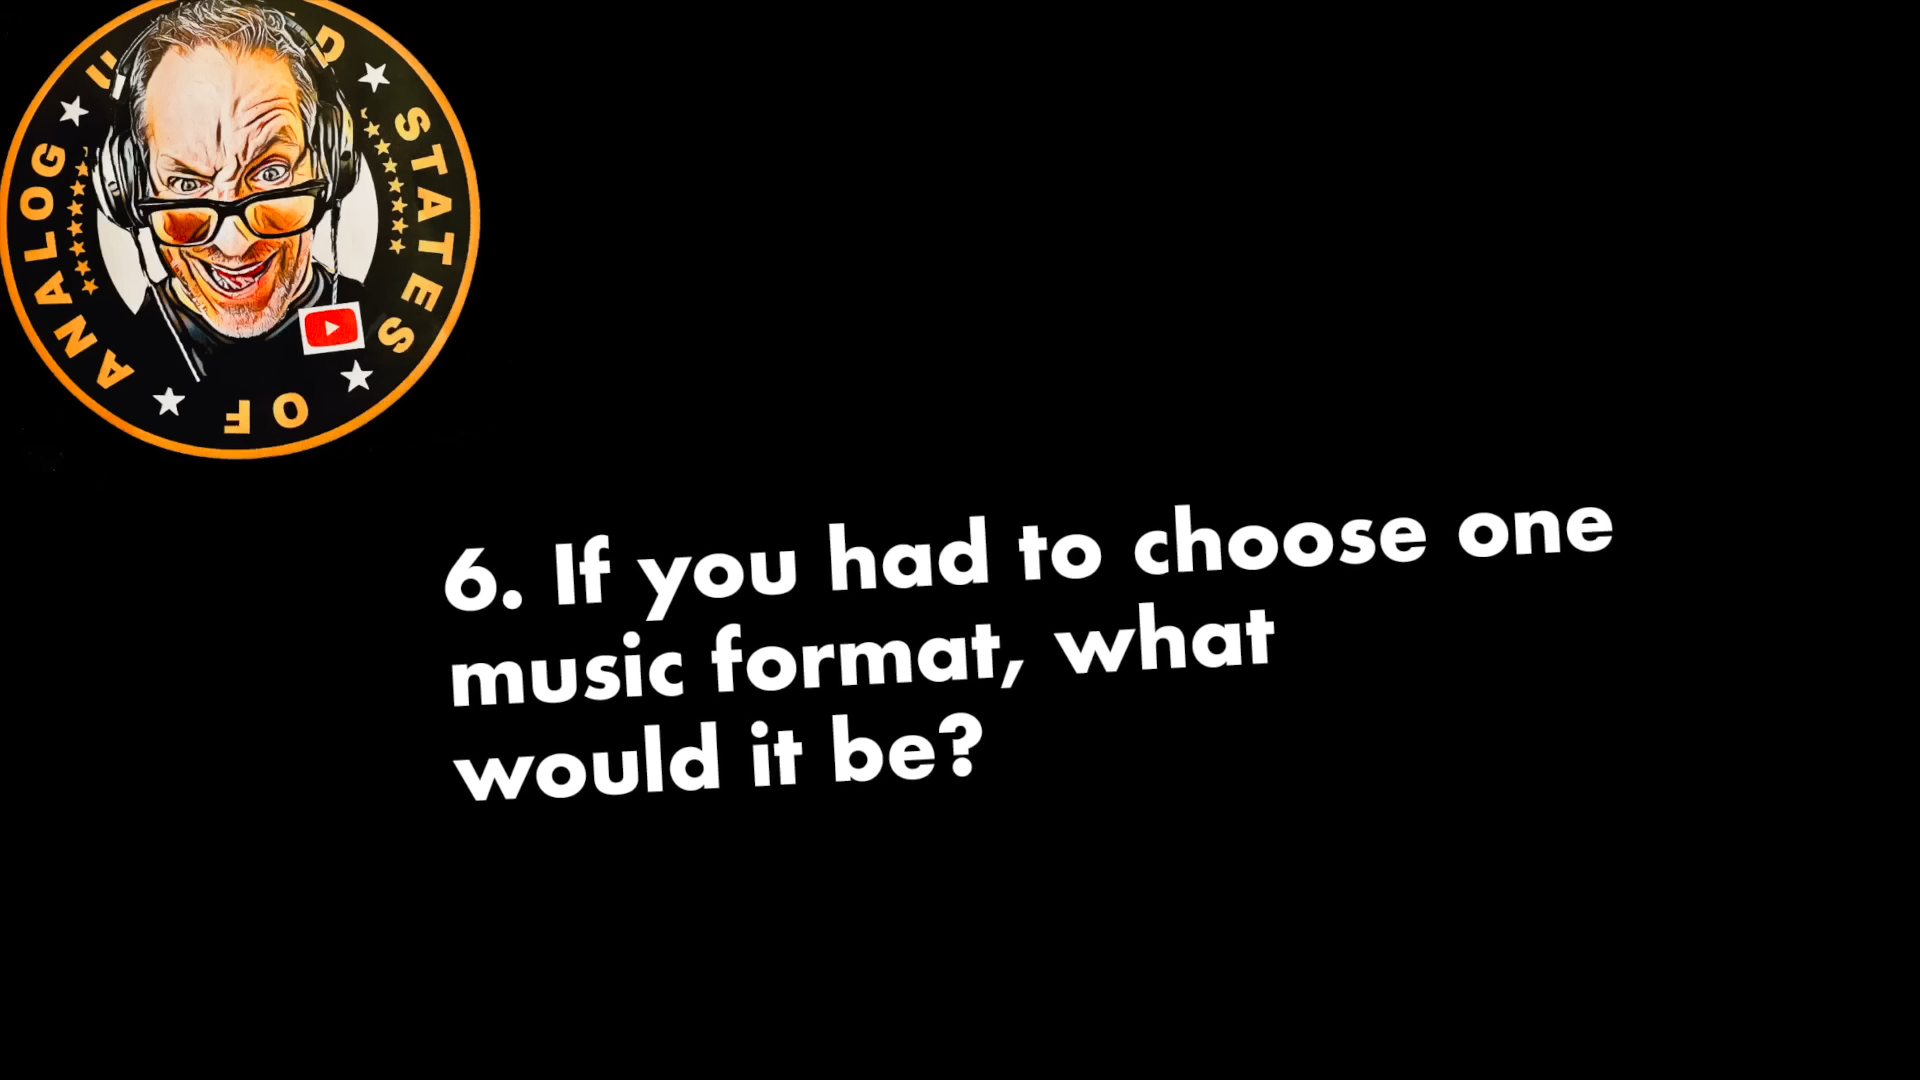 STATES OF ANALOG
6. If you had to choose one
music format, what
would it be?